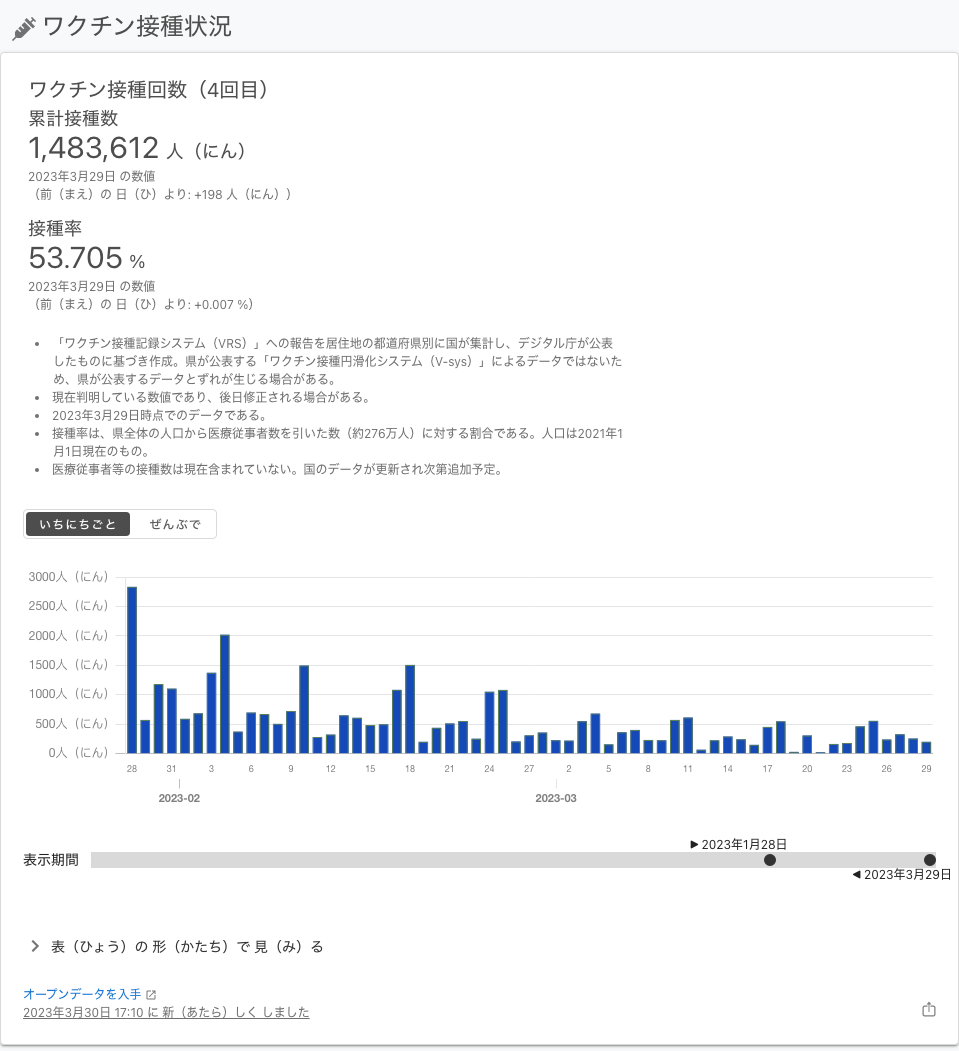 ワクチン接種状況
ワクチン接種回数（4回目）
累計接種数
1,483,612 人（にん）
2023年3月29日 の数値
（前（まえ）の 日（ひ）より: +198 人（にん））
接種率
53.705 %
2023年3月29日 の数値
（前（まえ）の 日（ひ）より: +0.007 %）
• 「ワクチン接種記録システム（VRS）」への報告を居住地の都道府県別に国が集計し、デジタル庁が公表
したものに基づき作成。県が公表する「ワクチン接種円滑化システム（V-sys）」によるデータではないた
め、県が公表するデータとずれが生じる場合がある。
• 現在判明している数値であり、後日修正される場合がある。
• 2023年3月29日時点でのデータである。
• 接種率は、県全体の人口から医療従事者数を引いた数（約276万人）に対する割合である。人口は2021年1
月1日現在のもの。
• 医療従事者等の接種数は現在含まれていない。国のデータが更新され次第追加予定。
いちにちごと ぜんぶで
3000人（にん）
2500人（にん）
2000人（にん）
1500人（にん）
1000人（にん）
500人（にん）
0人（にん）
28 31 3 6 9 12 15 18 21 24 27 2 5 8 11 14 17 20 23 26 29
2023-02 2023-03
▶ 2023年1月28日
表示期間
◀ 2023年3月29日
表（ひょう）の 形（かたち）で 見（み）る
オープンデータを入手
2023年3月30日 17:10 に 新（あたら）しく しました